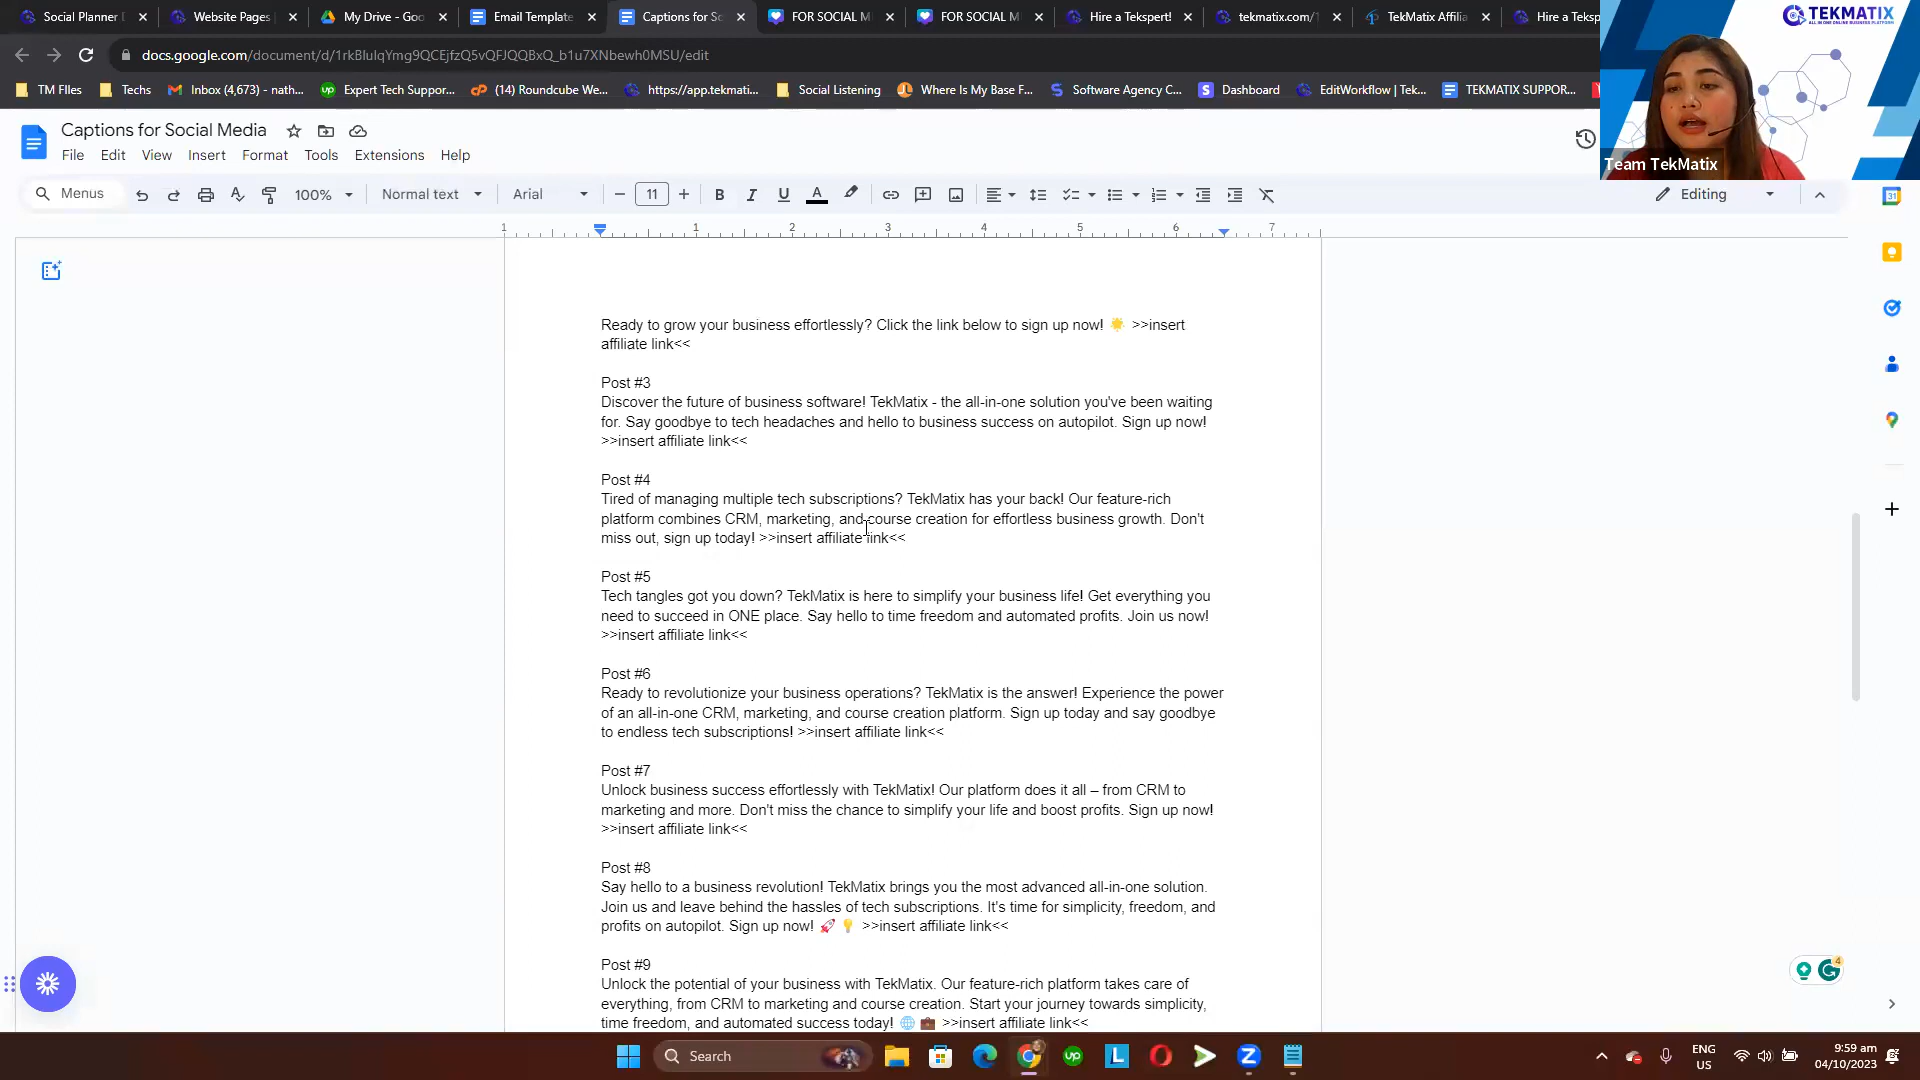 Social Planner
Website Pages
My Drive - Goo
Email Template
Captions for So
FOR SOCIAL M
FOR SOCIAL M
Hire a Tekspert!
tekmatix.com/1
TekMatix Affilia
Hire a Teksp
TEKMATIX
ALL IN ONE ONLINE BUSINESS PLATFORM
docs.google.com/document/d/1rkBlulqYmg9QCEjfzQ5vQFJQQBxQ_b1u7XNbewh0MSU/edit
TM FIles
Techs
Inbox (4,673) - nath...
Expert Tech Suppor...
(14) Roundcube We...
https://app.tekmati...
Social Listening
Where Is My Base F...
Software Agency C...
Dashboard
EditWorkflow | Tek...
TEKMATIX SUPPOR...
Captions for Social Media
File Edit View Insert Format Tools Extensions Help
Team TekMatix
Menus
100%
Normal text
Arial
11
B
I
U
A
Editing
1 1 2 3 4 5 6 7
Ready to grow your business effortlessly? Click the link below to sign up now! 🌟 >>insert
affiliate link<<
Post #3
Discover the future of business software! TekMatix - the all-in-one solution you've been waiting
for. Say goodbye to tech headaches and hello to business success on autopilot. Sign up now!
>>insert affiliate link<<
Post #4
Tired of managing multiple tech subscriptions? TekMatix has your back! Our feature-rich
platform combines CRM, marketing, and course creation for effortless business growth. Don't
miss out, sign up today! >>insert affiliate link<<
Post #5
Tech tangles got you down? TekMatix is here to simplify your business life! Get everything you
need to succeed in ONE place. Say hello to time freedom and automated profits. Join us now!
>>insert affiliate link<<
Post #6
Ready to revolutionize your business operations? TekMatix is the answer! Experience the power
of an all-in-one CRM, marketing, and course creation platform. Sign up today and say goodbye
to endless tech subscriptions! >>insert affiliate link<<
Post #7
Unlock business success effortlessly with TekMatix! Our platform does it all – from CRM to
marketing and more. Don't miss the chance to simplify your life and boost profits. Sign up now!
>>insert affiliate link<<
Post #8
Say hello to a business revolution! TekMatix brings you the most advanced all-in-one solution.
Join us and leave behind the hassles of tech subscriptions. It's time for simplicity, freedom, and
profits on autopilot. Sign up now! 🚀 💡 >>insert affiliate link<<
Post #9
Unlock the potential of your business with TekMatix. Our feature-rich platform takes care of
everything, from CRM to marketing and course creation. Start your journey towards simplicity,
time freedom, and automated success today! 🌐 💼 >>insert affiliate link<<
4
Search
ENG
US
9:59 am
04/10/2023